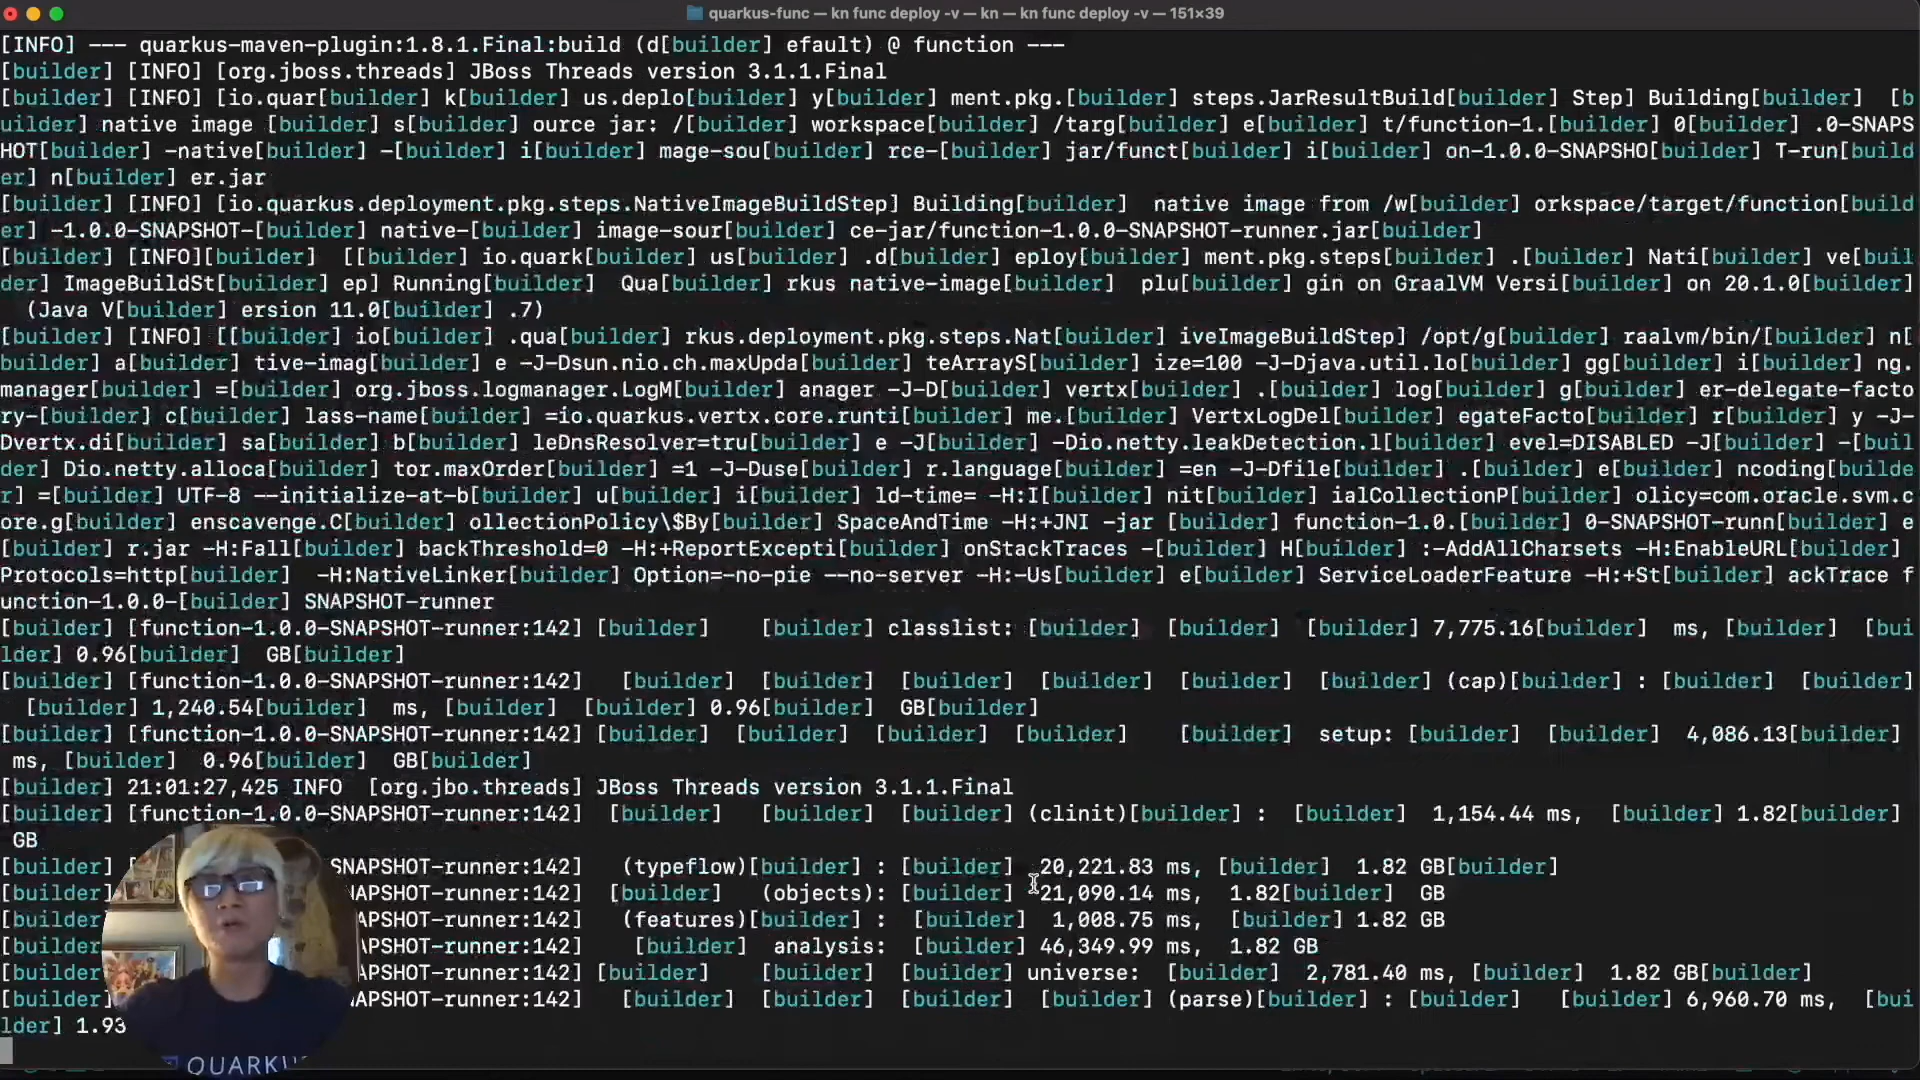 quarkus-func — kn func deploy -v — kn — kn func deploy -v — 151×39
[INFO] --- quarkus-maven-plugin:1.8.1.Final:build (d[builder] efault) @ function ---
[builder] [INFO] [org.jboss.threads] JBoss Threads version 3.1.1.Final
[builder] [INFO] [io.quar[builder] k[builder] us.deplo[builder] y[builder] ment.pkg.[builder] steps.JarResultBuild[builder] Step] Building[builder]  [b
uilder] native image [builder] s[builder] ource jar: /[builder] workspace[builder] /targ[builder] e[builder] t/function-1.[builder] 0[builder] .0-SNAPS
HOT[builder] -native[builder] -[builder] i[builder] mage-sou[builder] rce-[builder] jar/funct[builder] i[builder] on-1.0.0-SNAPSHO[builder] T-run[build
er] n[builder] er.jar
[builder] [INFO] [io.quarkus.deployment.pkg.steps.NativeImageBuildStep] Building[builder]  native image from /w[builder] orkspace/target/function[build
er] -1.0.0-SNAPSHOT-[builder] native-[builder] image-sour[builder] ce-jar/function-1.0.0-SNAPSHOT-runner.jar[builder]
[builder] [INFO][builder]  [[builder] io.quark[builder] us[builder] .d[builder] eploy[builder] ment.pkg.steps[builder] .[builder] Nati[builder] ve[buil
der] ImageBuildSt[builder] ep] Running[builder]  Qua[builder] rkus native-image[builder]  plu[builder] gin on GraalVM Versi[builder] on 20.1.0[builder]
(Java V[builder] ersion 11.0[builder] .7)
[builder] [INFO] [[builder] io[builder] .qua[builder] rkus.deployment.pkg.steps.Nat[builder] iveImageBuildStep] /opt/g[builder] raalvm/bin/[builder] n[
builder] a[builder] tive-imag[builder] e -J-Dsun.nio.ch.maxUpda[builder] teArrayS[builder] ize=100 -J-Djava.util.lo[builder] gg[builder] i[builder] ng.
manager[builder] =[builder] org.jboss.logmanager.LogM[builder] anager -J-D[builder] vertx[builder] .[builder] log[builder] g[builder] er-delegate-facto
ry-[builder] c[builder] lass-name[builder] =io.quarkus.vertx.core.runti[builder] me.[builder] VertxLogDel[builder] egateFacto[builder] r[builder] y -J-
Dvertx.di[builder] sa[builder] b[builder] leDnsResolver=tru[builder] e -J[builder] -Dio.netty.leakDetection.l[builder] evel=DISABLED -J[builder] -[buil
der] Dio.netty.alloca[builder] tor.maxOrder[builder] =1 -J-Duse[builder] r.language[builder] =en -J-Dfile[builder] .[builder] e[builder] ncoding[builde
r] =[builder] UTF-8 --initialize-at-b[builder] u[builder] i[builder] ld-time= -H:I[builder] nit[builder] ialCollectionP[builder] olicy=com.oracle.svm.c
ore.g[builder] enscavenge.C[builder] ollectionPolicy\$By[builder] SpaceAndTime -H:+JNI -jar [builder] function-1.0.[builder] 0-SNAPSHOT-runn[builder] e
[builder] r.jar -H:Fall[builder] backThreshold=0 -H:+ReportExcepti[builder] onStackTraces -[builder] H[builder] :-AddAllCharsets -H:EnableURL[builder]
Protocols=http[builder]  -H:NativeLinker[builder] Option=-no-pie --no-server -H:-Us[builder] e[builder] ServiceLoaderFeature -H:+St[builder] ackTrace f
unction-1.0.0-[builder] SNAPSHOT-runner
[builder] [function-1.0.0-SNAPSHOT-runner:142] [builder]    [builder] classlist: [builder]  [builder]  [builder] 7,775.16[builder]  ms, [builder]  [bui
lder] 0.96[builder]  GB[builder]
[builder] [function-1.0.0-SNAPSHOT-runner:142]   [builder]  [builder]  [builder]  [builder]  [builder]  [builder] (cap)[builder] : [builder]  [builder]
[builder] 1,240.54[builder]  ms, [builder]  [builder] 0.96[builder]  GB[builder]
[builder] [function-1.0.0-SNAPSHOT-runner:142] [builder]  [builder]  [builder]  [builder]    [builder]  setup: [builder]  [builder]  4,086.13[builder]
ms, [builder]  0.96[builder]  GB[builder]
[builder] 21:01:27,425 INFO  [org.jbo.threads] JBoss Threads version 3.1.1.Final
[builder] [function-1.0.0-SNAPSHOT-runner:142]  [builder]   [builder]  [builder] (clinit)[builder] :  [builder]  1,154.44 ms,  [builder] 1.82[builder]
GB
[builder] [ SNAPSHOT-runner:142]   (typeflow)[builder] : [builder]  20,221.83 ms, [builder]  1.82 GB[builder]
[builder] APSHOT-runner:142]  [builder]   (objects): [builder]  21,090.14 ms,  1.82[builder]  GB
[builder] APSHOT-runner:142]   (features)[builder] :  [builder]  1,008.75 ms,  [builder] 1.82 GB
[builder] APSHOT-runner:142]    [builder]  analysis:  [builder] 46,349.99 ms,  1.82 GB
[builder] APSHOT-runner:142] [builder]    [builder]  [builder] universe:  [builder]  2,781.40 ms, [builder]  1.82 GB[builder]
[builder] APSHOT-runner:142]   [builder]  [builder]  [builder]  [builder] (parse)[builder] : [builder]   [builder] 6,960.70 ms,  [bui
lder] 1.93
QUARKU